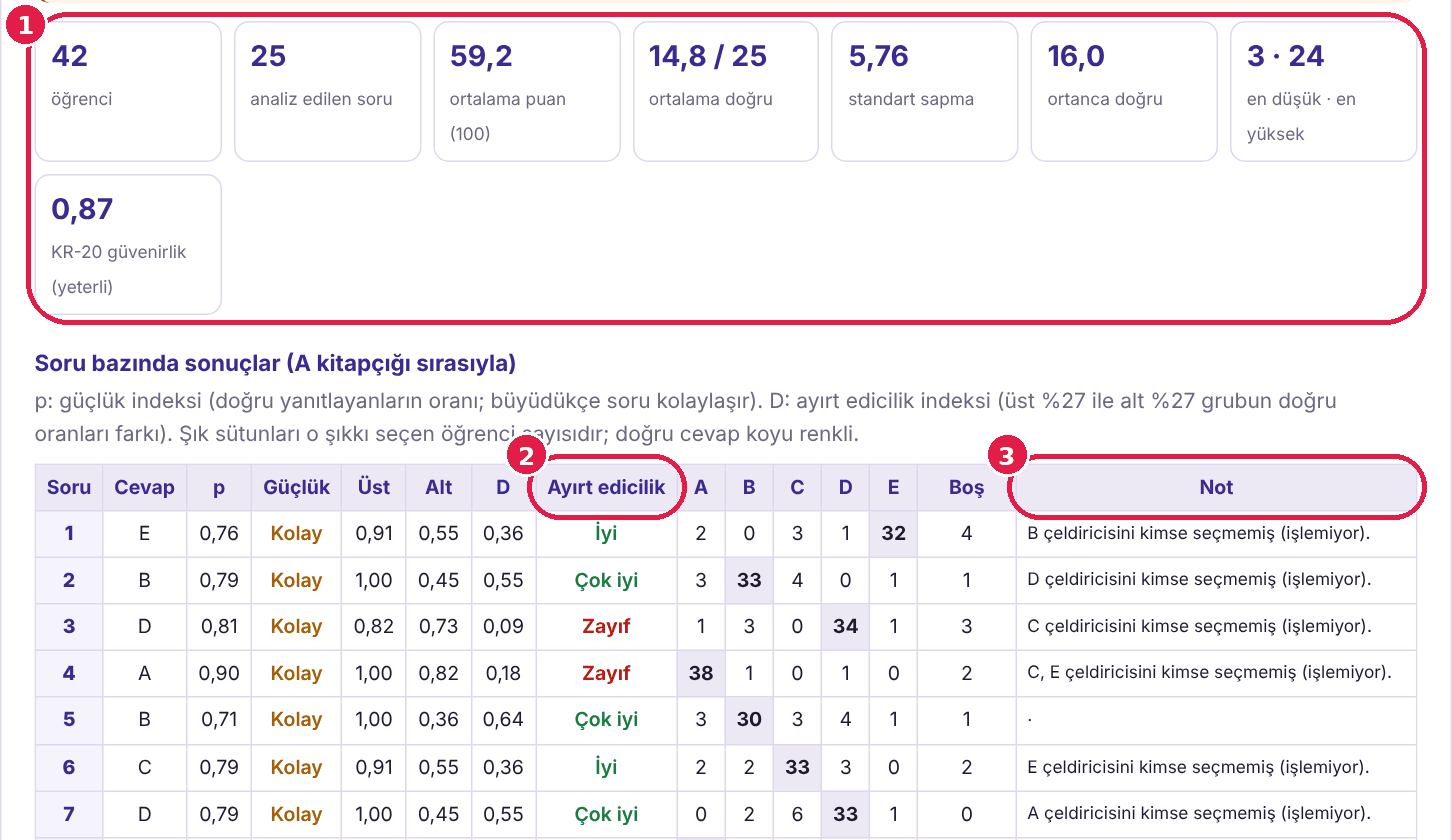 1
42
öğrenci
25
analiz edilen soru
59,2
ortalama puan
(100)
14,8 / 25
ortalama doğru
5,76
standart sapma
16,0
ortanca doğru
3 · 24
en düşük · en
yüksek
0,87
KR-20 güvenirlik
(yeterli)
Soru bazında sonuçlar (A kitapçığı sırasıyla)
p: güçlük indeksi (doğru yanıtlayanların oranı; büyüdükçe soru kolaylaşır). D: ayırt edicilik indeksi (üst %27 ile alt %27 grubun doğru
oranları farkı). Şık sütunları o şıkkı seçen öğrenci sayısıdır; doğru cevap koyu renkli.
2 3
Soru Cevap p Güçlük Üst Alt D Ayırt edicilik A B C D E Boş Not
1 E 0,76 Kolay 0,91 0,55 0,36 İyi 2 0 3 1 32 4 B çeldiricisini kimse seçmemiş (işlemiyor).
2 B 0,79 Kolay 1,00 0,45 0,55 Çok iyi 3 33 4 0 1 1 D çeldiricisini kimse seçmemiş (işlemiyor).
3 D 0,81 Kolay 0,82 0,73 0,09 Zayıf 1 3 0 34 1 3 C çeldiricisini kimse seçmemiş (işlemiyor).
4 A 0,90 Kolay 1,00 0,82 0,18 Zayıf 38 1 0 1 0 2 C, E çeldiricisini kimse seçmemiş (işlemiyor).
5 B 0,71 Kolay 1,00 0,36 0,64 Çok iyi 3 30 3 4 1 1 ·
6 C 0,79 Kolay 0,91 0,55 0,36 İyi 2 2 33 3 0 2 E çeldiricisini kimse seçmemiş (işlemiyor).
7 D 0,79 Kolay 1,00 0,45 0,55 Çok iyi 0 2 6 33 1 0 A çeldiricisini kimse seçmemiş (işlemiyor).